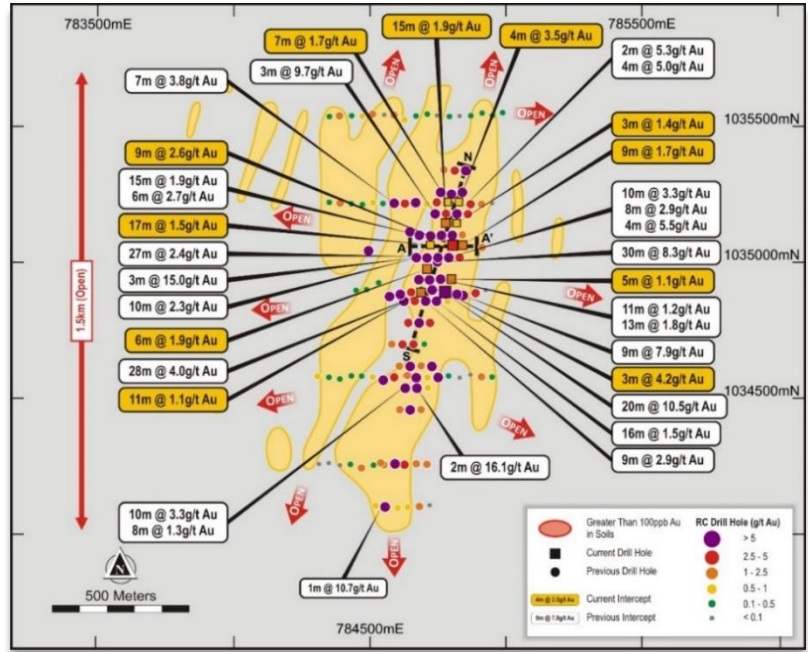 783500mE
785500mE
15m @ 1.9g/t Au
7m @ 1.7g/t Au
4m @ 3.5g/t Au
3m @ 9.7g/t Au
2m @ 5.3g/t Au
4m @ 5.0g/t Au
7m @ 3.8g/t Au
OPEN
OPEN
OPEN
1035500mN
3m @ 1.4g/t Au
9m @ 2.6g/t Au
9m @ 1.7g/t Au
N
15m @ 1.9g/t Au
6m @ 2.7g/t Au
10m @ 3.3g/t Au
8m @ 2.9g/t Au
4m @ 5.5g/t Au
OPEN
17m @ 1.5g/t Au
A
A'
27m @ 2.4g/t Au
30m @ 8.3g/t Au
1035000mN
3m @ 15.0g/t Au
5m @ 1.1g/t Au
1.5km (Open)
10m @ 2.3g/t Au
OPEN
OPEN
11m @ 1.2g/t Au
13m @ 1.8g/t Au
6m @ 1.9g/t Au
9m @ 7.9g/t Au
S
28m @ 4.0g/t Au
3m @ 4.2g/t Au
11m @ 1.1g/t Au
OPEN
20m @ 10.5g/t Au
1034500mN
16m @ 1.5g/t Au
OPEN
9m @ 2.9g/t Au
2m @ 16.1g/t Au
10m @ 3.3g/t Au
8m @ 1.3g/t Au
OPEN
OPEN
1m @ 10.7g/t Au
N
500 Meters
784500mE
Greater Than 100ppb Au
in Soils
Current Drill Hole
Previous Drill Hole
Current Intercept
Previous Intercept
RC Drill Hole (g/t Au)
> 5
2.5 - 5
1 - 2.5
0.5 - 1
0.1 - 0.5
< 0.1